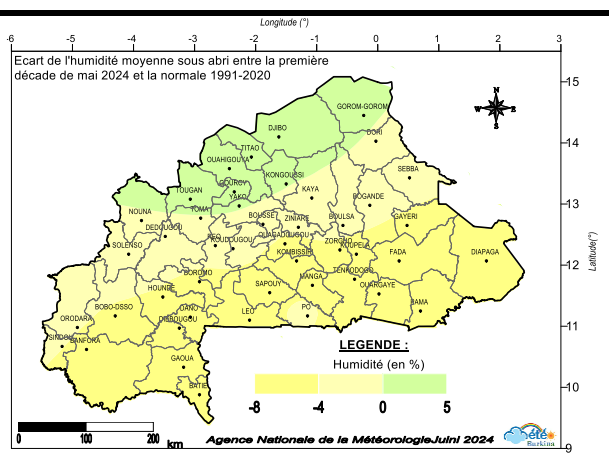 Longitude (°)
-6 -5 -4 -3 -2 -1 0 1 2 3
Ecart de l'humidité moyenne sous abri entre la première
décade de mai 2024 et la normale 1991-2020
15
N
GOROM-GOROM
W E
S
DJIBO
DORI
14
TITAO
OUAHIGOUYA
KONGOUSSI
SEBBA
GOURCY
KAYA
TOUGAN
YAKO
BOGANDE
13
NOUNA
TOMA
BOUSSE
ZINIARE
BOULSA
GAYERI
DEDOUGOU
Latitude(°)
REO
KOUDOUGOU
OUAGADOUGOU
ZORGHO
KOUPELA
SOLENSO
KOMBISSIRI
FADA
DIAPAGA
12
BOROMO
TENKODOGO
MANGA
HOUNDE
SAPOUY
OUARGAYE
BOBO-DSSO
DANO
LEO
PO
PAMA
ORODARA
DIEBOUGOU
11
SINDOU
BANFORA
LEGENDE :
GAOUA
Humidité (en %)
BATIE
10
-8 -4 0 5
0 100 200
km
Agence Nationale de la MétéorologieJuini 2024
Météo
Burkina
9